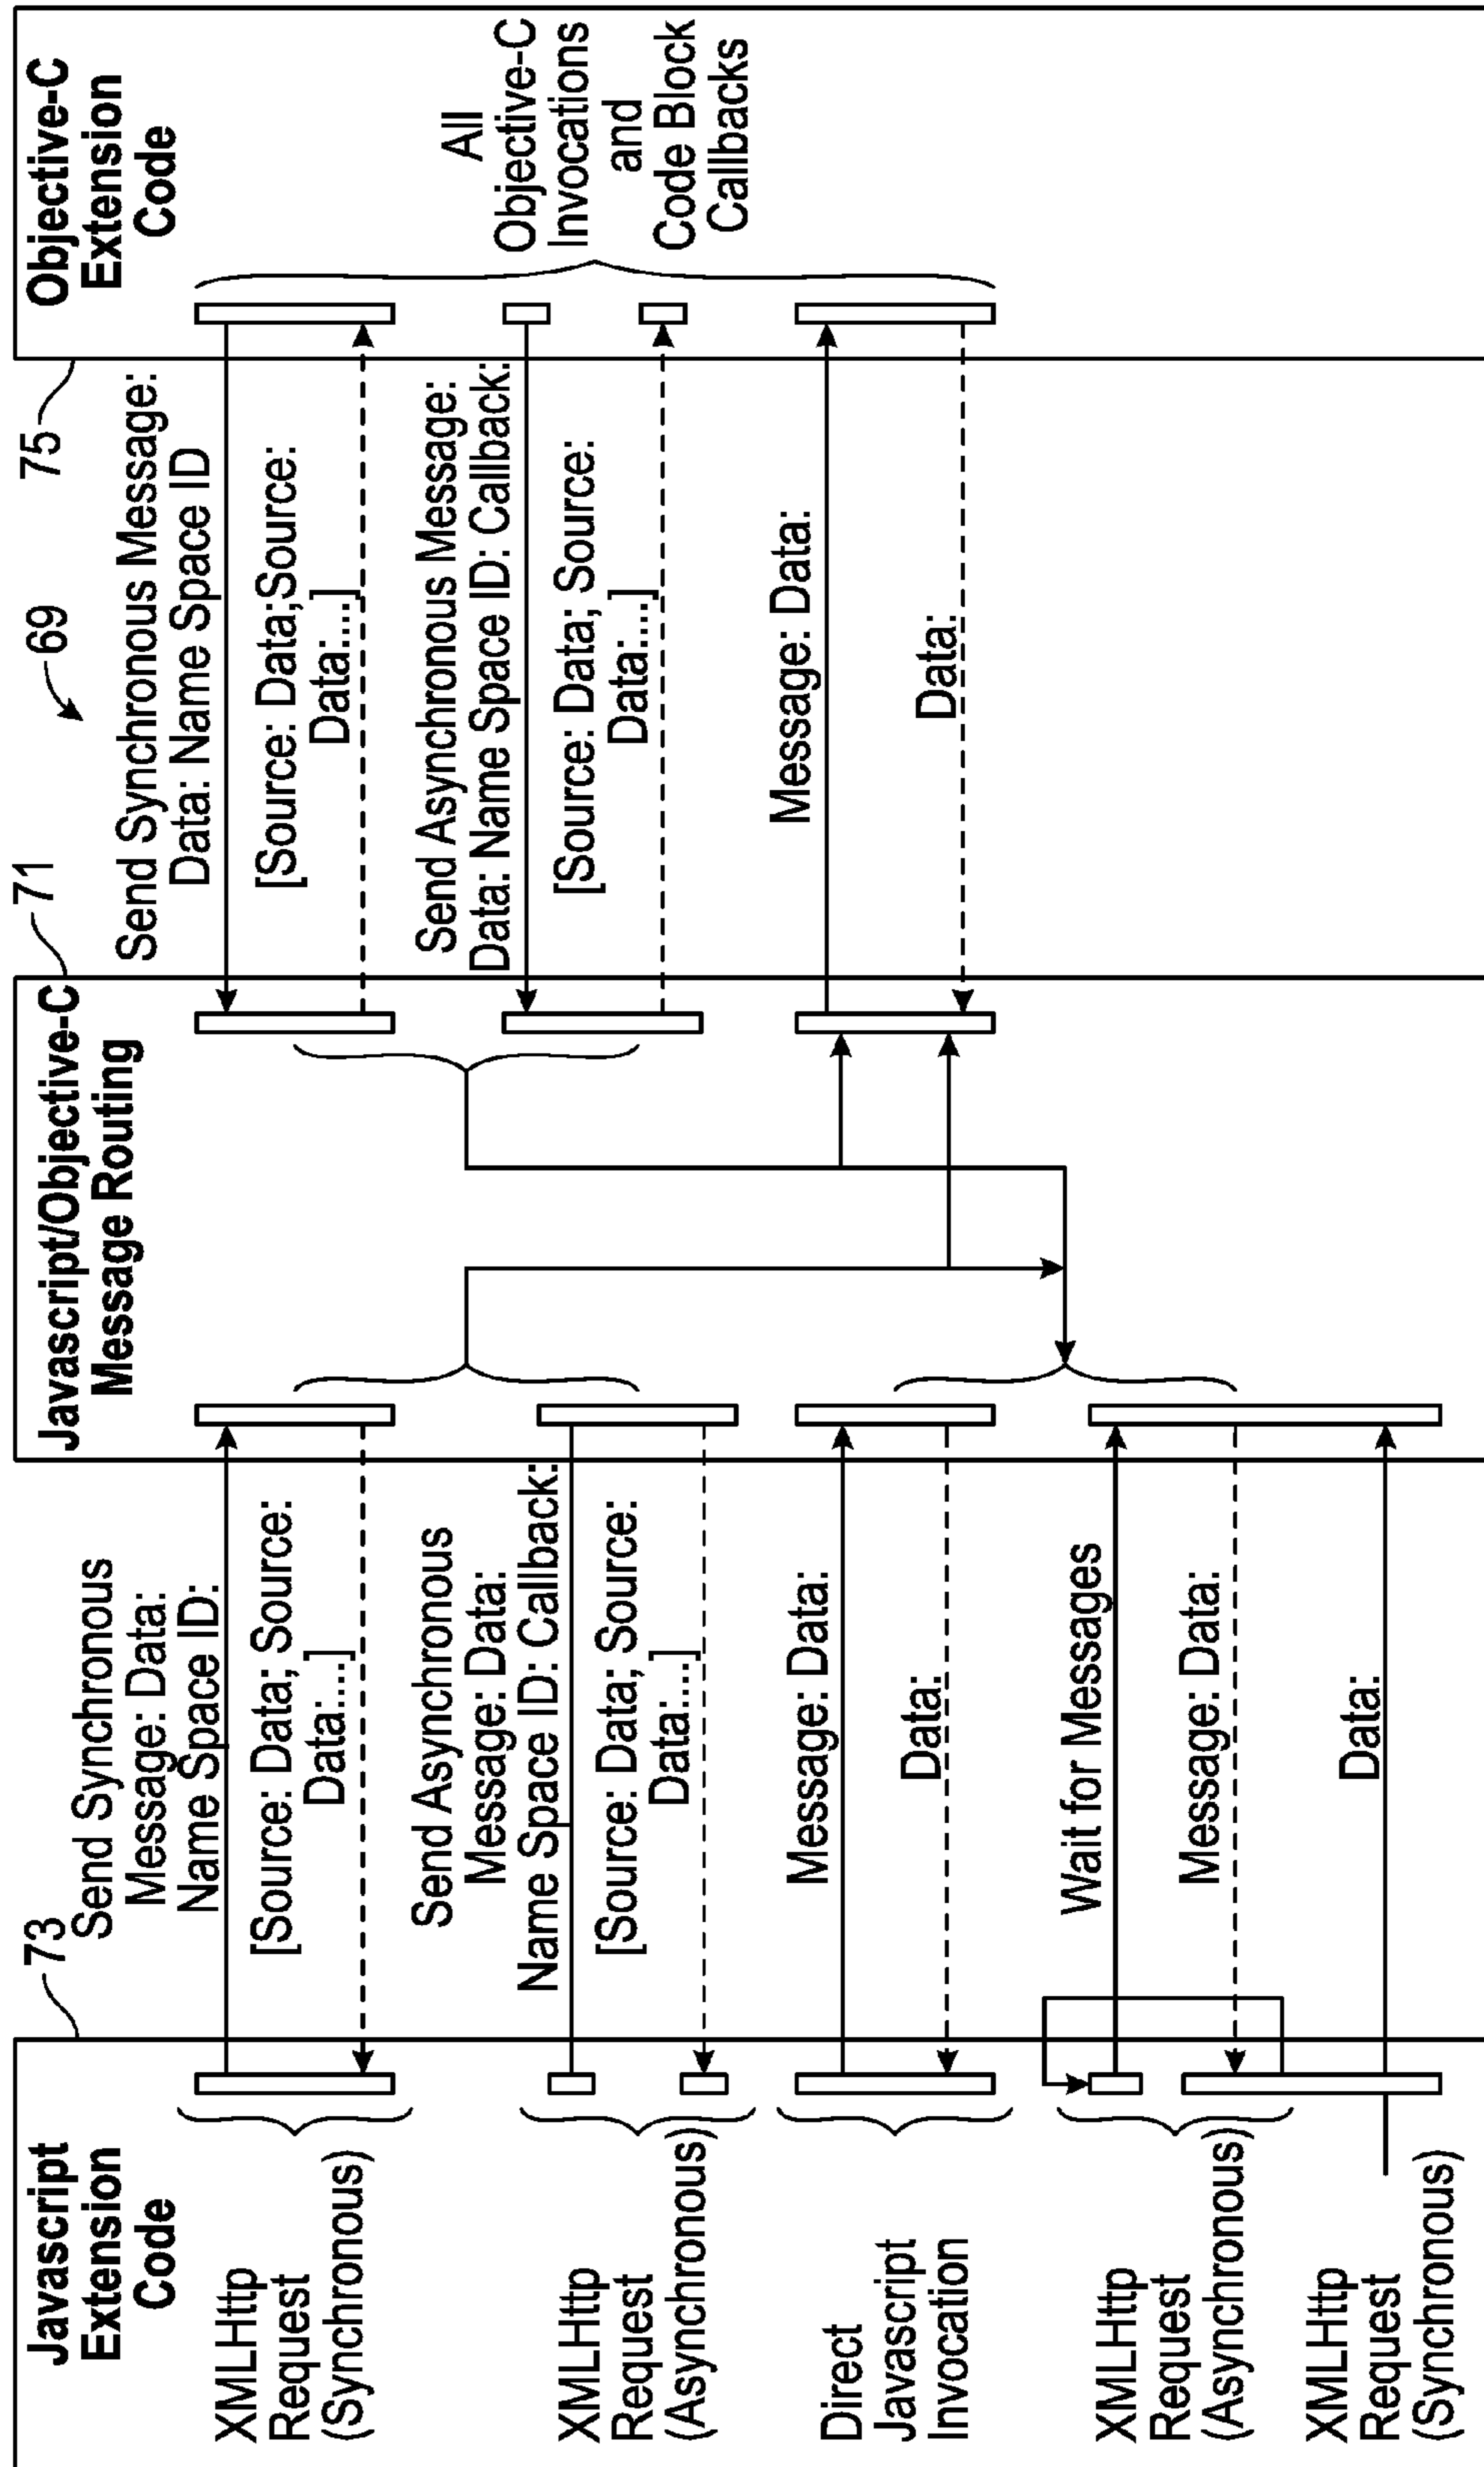 69
73
71
75
Javascript
Extension
Code
Javascript/Objective-C
Message Routing
Objective-C
Extension
Code
XMLHttp
Request
(Synchronous)
Send Synchronous
Message: Data:
Name Space ID:
[Source: Data; Source:
Data:...]
Send Synchronous Message:
Data: Name Space ID
[Source: Data;Source:
Data:...]
XMLHttp
Request
(Asynchronous)
Send Asynchronous
Message: Data:
Name Space ID: Callback:
[Source: Data; Source:
Data:...]
Send Asynchronous Message:
Data: Name Space ID: Callback:
[Source: Data; Source:
Data:...]
All
Objective-C
Invocations
and
Code Block
Callbacks
Direct
Javascript
Invocation
Message: Data:
Data:
Message: Data:
Data:
XMLHttp
Request
(Asynchronous)
Wait for Messages
Message: Data:
XMLHttp
Request
(Synchronous)
Data: